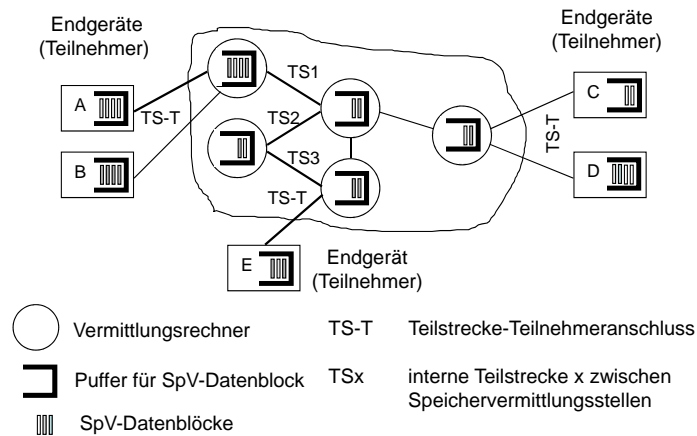 Endgeräte
(Teilnehmer)
Endgeräte
(Teilnehmer)
A
TS-T
B
TS1
TS2
TS3
TS-T
C
TS-T
D
E
Endgerät
(Teilnehmer)
Vermittlungsrechner
TS-T Teilstrecke-Teilnehmeranschluss
Puffer für SpV-Datenblock
TSx interne Teilstrecke x zwischen
Speichervermittlungsstellen
SpV-Datenblöcke